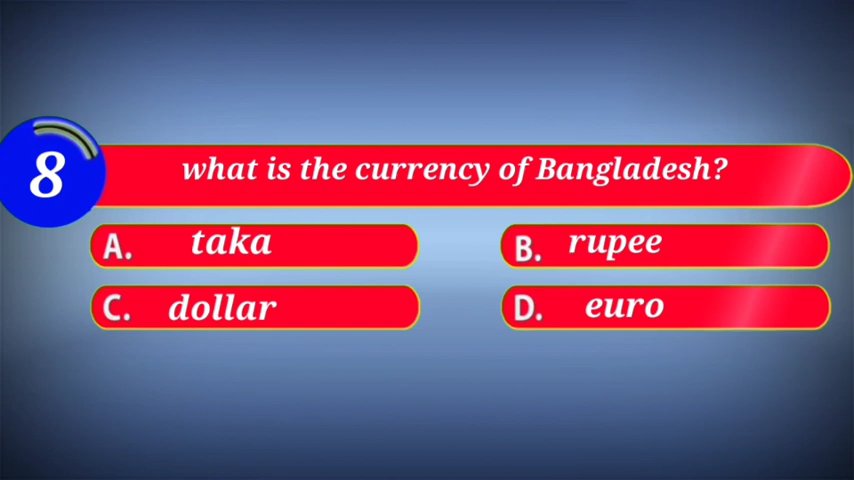 8
what is the currency of Bangladesh?
A. taka
B. rupee
C. dollar
D. euro